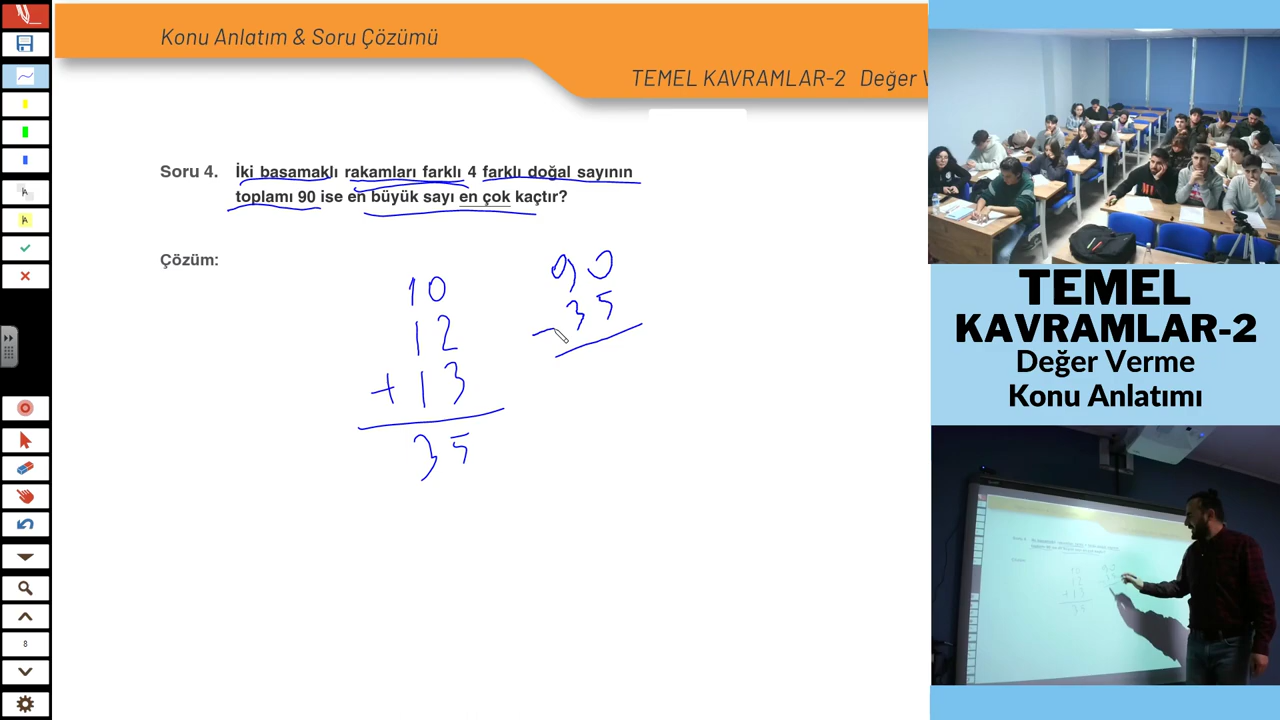 Konu Anlatım & Soru Çözümü
TEMEL KAVRAMLAR-2 Değer
Soru 4. İki basamaklı rakamları farklı 4 farklı doğal sayının
toplamı 90 ise en büyük sayı en çok kaçtır?
Çözüm:
10
12
+ 13
35
90
- 35
8
TEMEL
KAVRAMLAR-2
Değer Verme
Konu Anlatımı